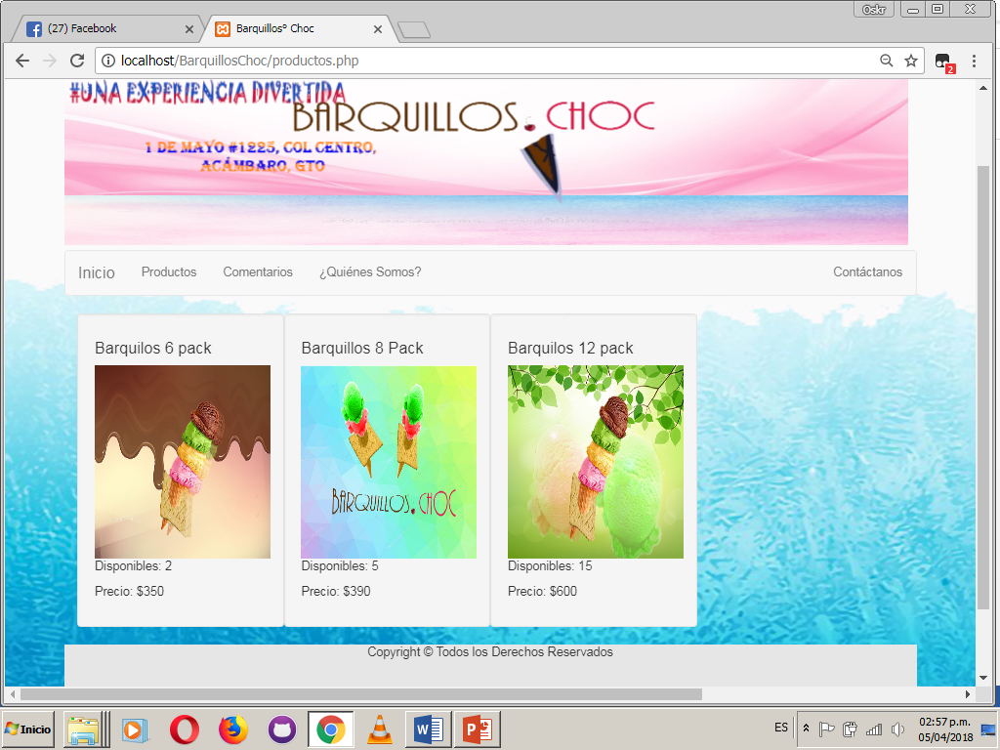 Oskr
(27) Facebook
Barquillos° Choc
localhost/BarquillosChoc/productos.php
2
#UNA EXPERIENCIA DIVERTIDA
BARQUILLOS.CHOC
1 DE MAYO #1225, COL CENTRO,
ACÁMBARO, GTO
Inicio Productos Comentarios ¿Quiénes Somos? Contáctanos
Barquilos 6 pack
Disponibles: 2
Precio: $350
Barquillos 8 Pack
BARQUILLOS.CHOC
Disponibles: 5
Precio: $390
Barquilos 12 pack
Disponibles: 15
Precio: $600
Copyright © Todos los Derechos Reservados
Inicio
ES
02:57 p.m.
05/04/2018